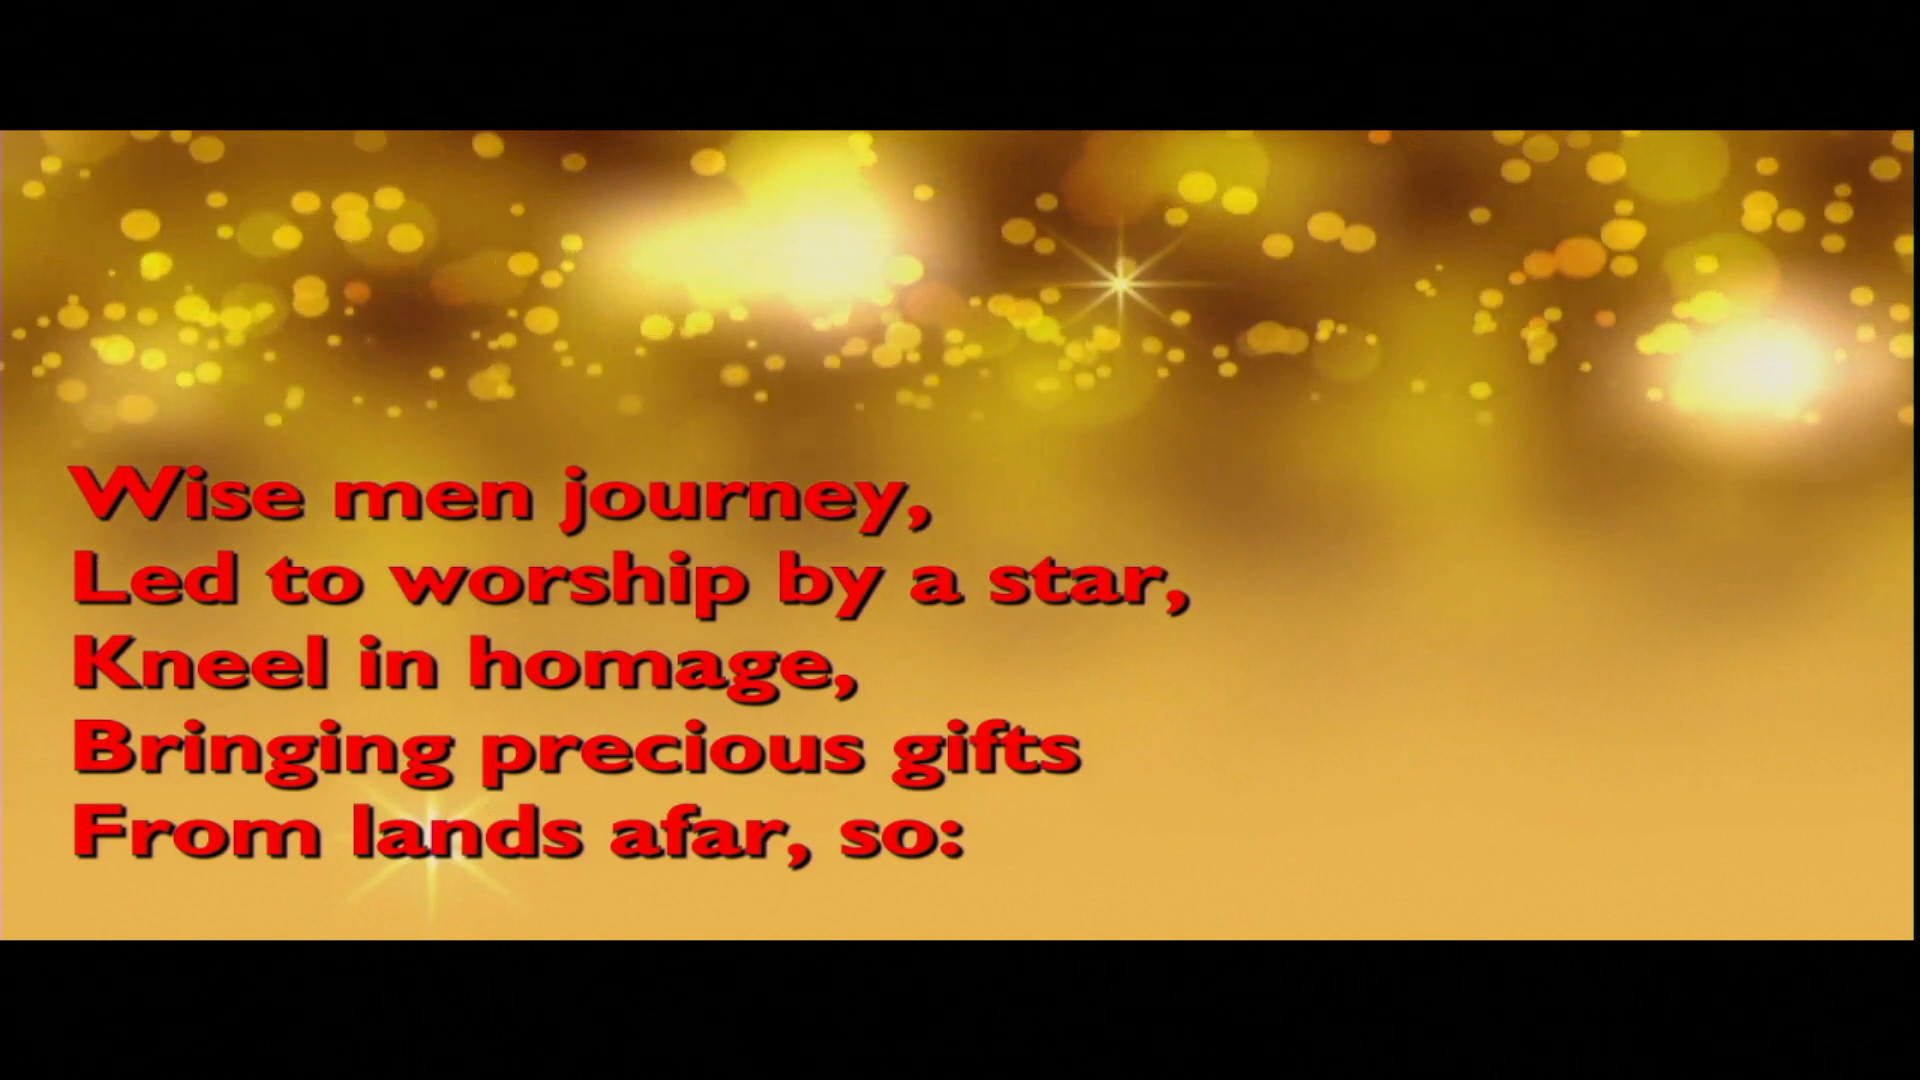 Wise men journey,
Led to worship by a star,
Kneel in homage,
Bringing precious gifts
From lands afar, so: